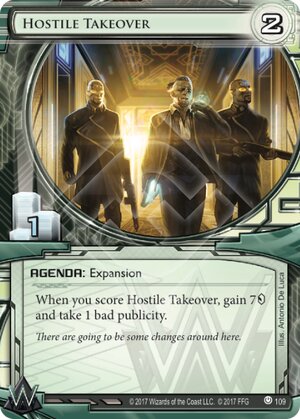 Hostile Takeover
2
1
AGENDA: Expansion
When you score Hostile Takeover, gain 7
and take 1 bad publicity.
There are going to be some changes around here.
Illus. Antonio De Luca
© 2017 Wizards of the Coast LLC. © 2017 FFG
109